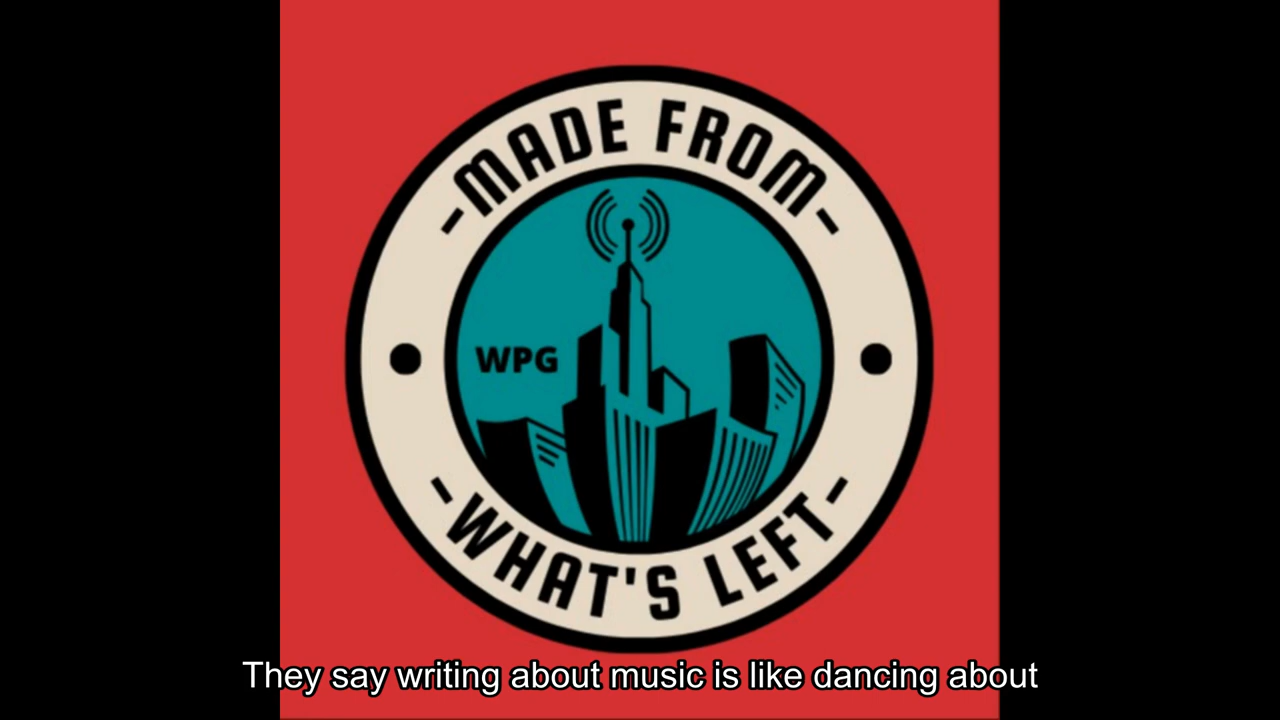 -MADE FROM-
WPG
-WHAT'S LEFT-
They say writing about music is like dancing about